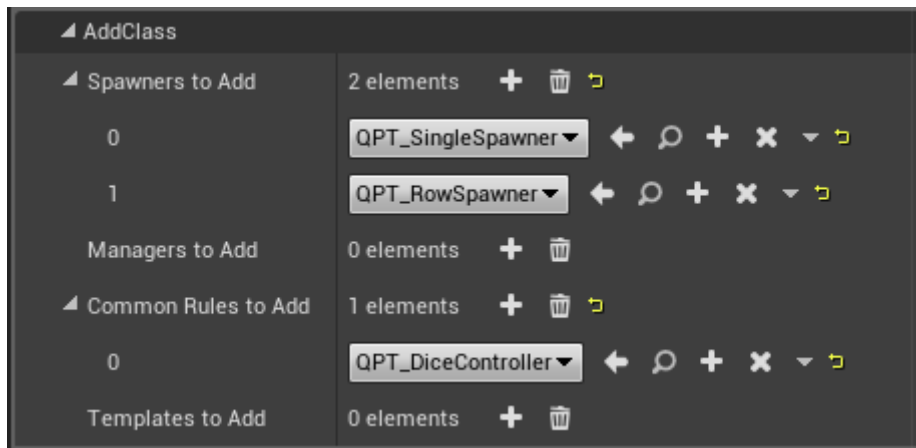 AddClass
Spawners to Add 2 elements
0 QPT_SingleSpawner
1 QPT_RowSpawner
Managers to Add 0 elements
Common Rules to Add 1 elements
0 QPT_DiceController
Templates to Add 0 elements